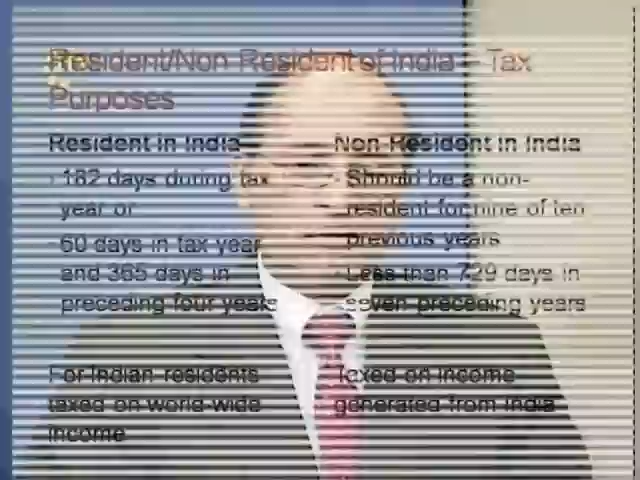 Resident/Non Resident of India – Tax
Purposes
Resident in India
- 182 days during tax
year or
- 60 days in tax year
and 365 days in
preceding four years
For Indian residents
taxed on world-wide
income
Non-Resident in India
- Should be a non-
resident for nine of ten
previous years
- Less than 729 days in
seven preceding years
Taxed on income
generated from India